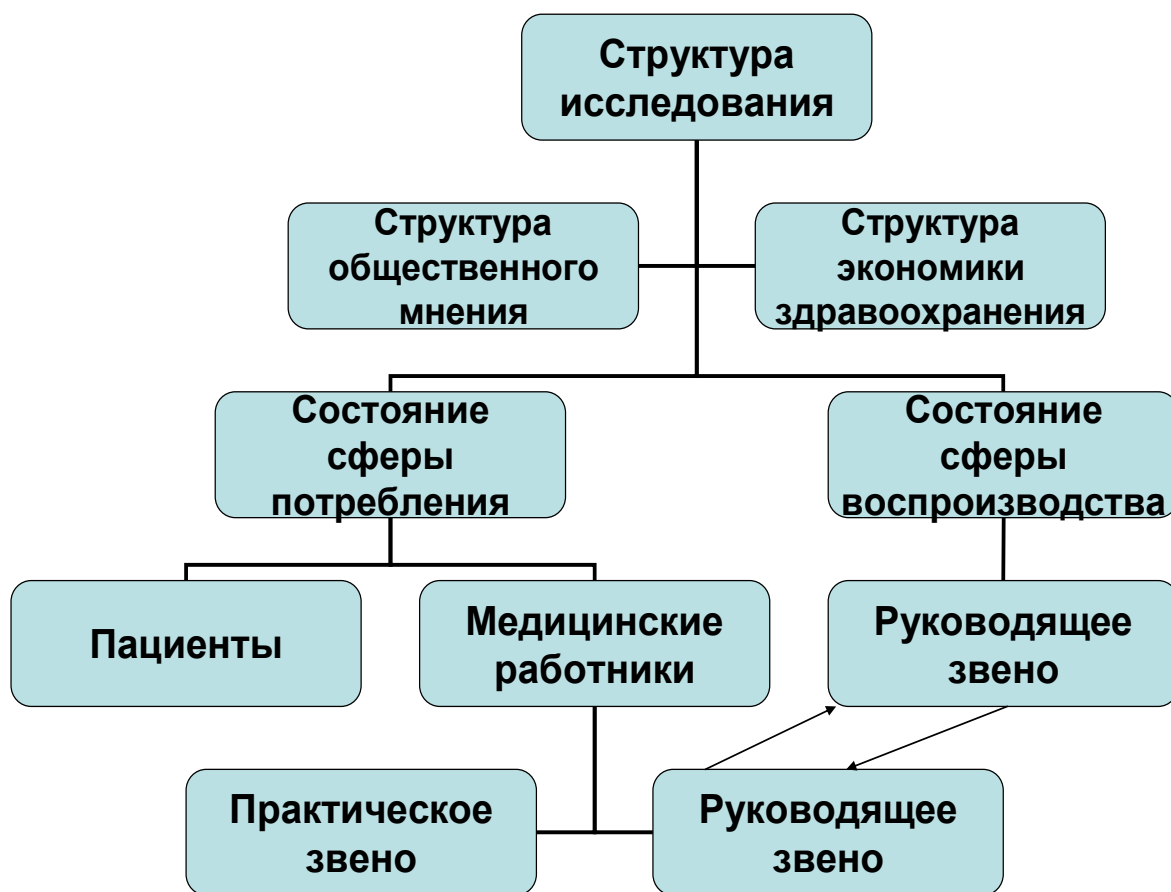 Структура
исследования
Структура
общественного
мнения
Структура
экономики
здравоохранения
Состояние
сферы
потребления
Состояние
сферы
воспроизводства
Пациенты
Медицинские
работники
Руководящее
звено
Практическое
звено
Руководящее
звено